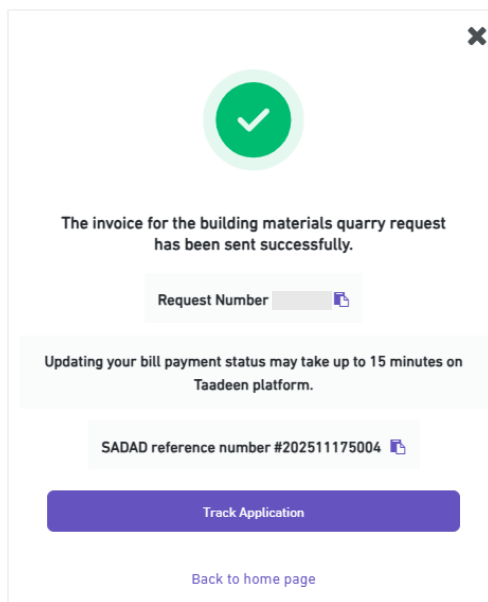 The invoice for the building materials quarry request
has been sent successfully.
Request Number
Updating your bill payment status may take up to 15 minutes on
Taadeen platform.
SADAD reference number #202511175004
Track Application
Back to home page